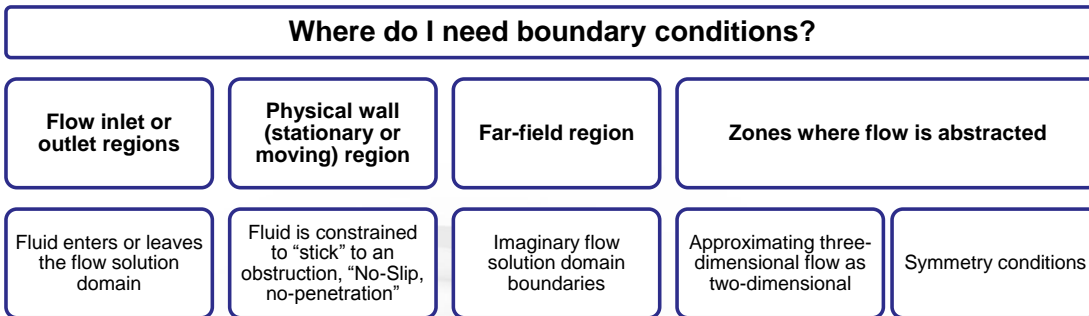 Where do I need boundary conditions?
Flow inlet or
outlet regions
Physical wall
(stationary or
moving) region
Far-field region
Zones where flow is abstracted
Fluid enters or leaves
the flow solution
domain
Fluid is constrained
to “stick” to an
obstruction, “No-Slip,
no-penetration”
Imaginary flow
solution domain
boundaries
Approximating three-
dimensional flow as
two-dimensional
Symmetry conditions